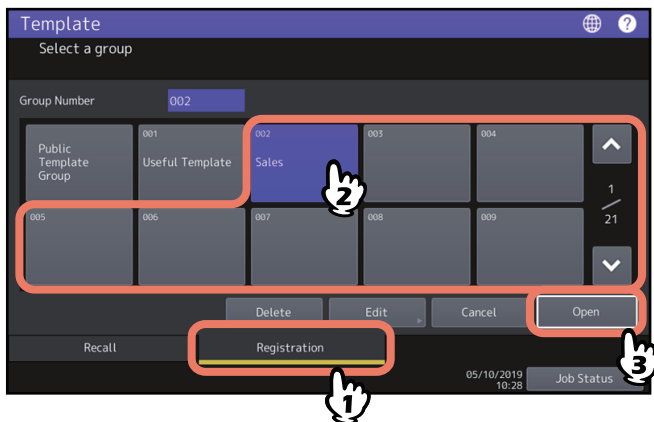 Template
?
Select a group
Group Number 002
Public
Template
Group
001
Useful Template
002
Sales
003
004
1
21
005
006
007
008
009
Delete
Edit
Cancel
Open
Recall
Registration
05/10/2019
10:28
Job Status
2
3
1